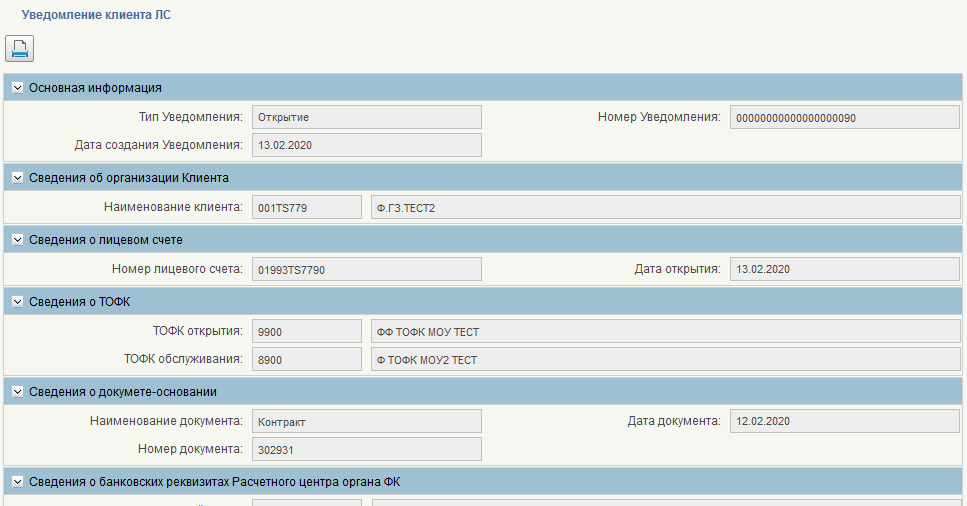 Уведомление клиента ЛС
Основная информация
Тип Уведомления: Открытие Номер Уведомления: 00000000000000000090
Дата создания Уведомления: 13.02.2020
Сведения об организации Клиента
Наименование клиента: 001TS779 Ф.ГЗ.ТЕСТ2
Сведения о лицевом счете
Номер лицевого счета: 01993TS7790 Дата открытия: 13.02.2020
Сведения о ТОФК
ТОФК открытия: 9900 ФФ ТОФК МОУ ТЕСТ
ТОФК обслуживания: 8900 Ф ТОФК МОУ2 ТЕСТ
Сведения о докумете-основании
Наименование документа: Контракт Дата документа: 12.02.2020
Номер документа: 302931
Сведения о банковских реквизитах Расчетного центра органа ФК